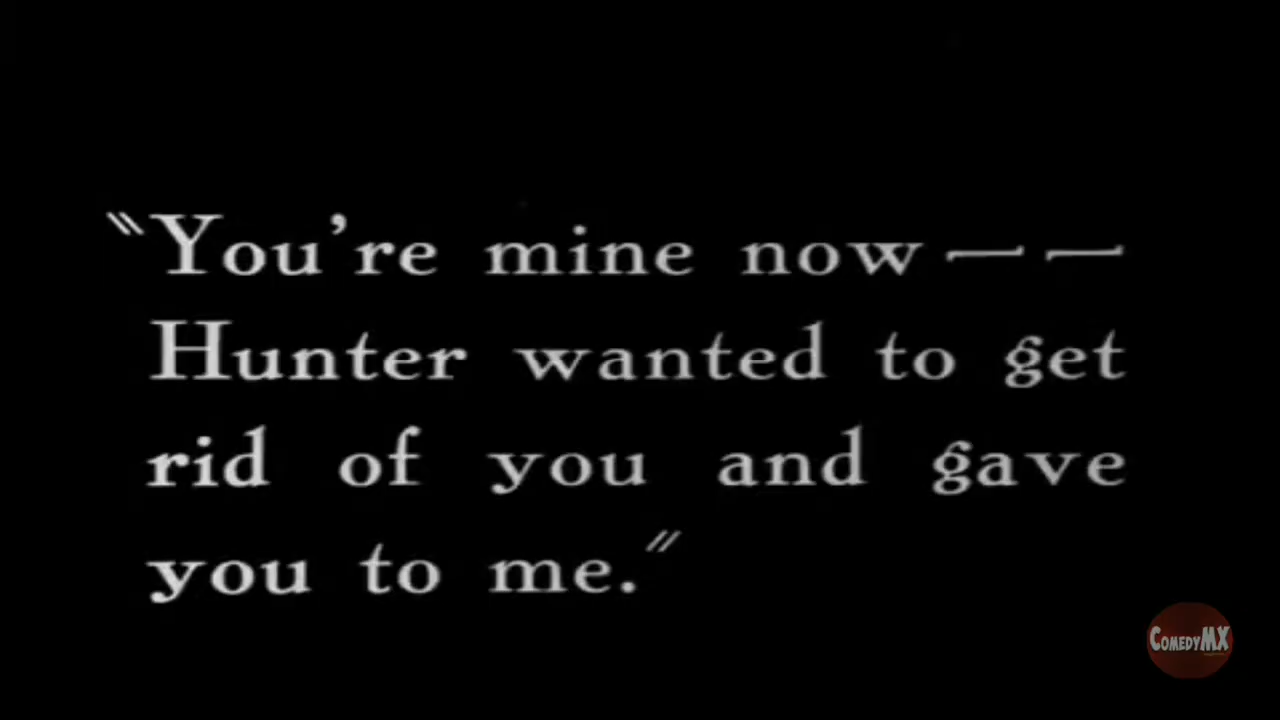 "You're mine now — —
Hunter wanted to get
rid of you and gave
you to me."
COMEDYMX